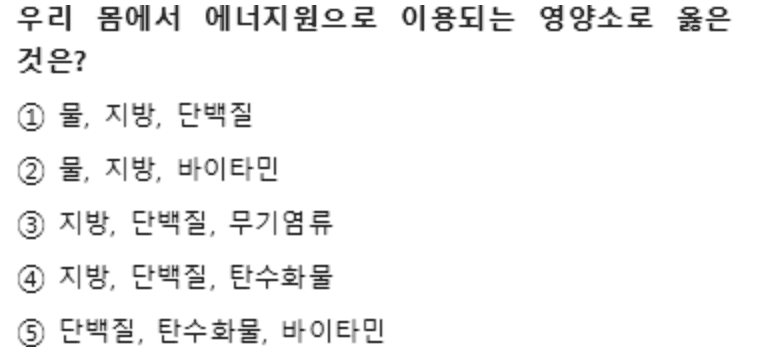 우리 몸에서 에너지원으로 이용되는 영양소로 옳은
것은?
① 물, 지방, 단백질
② 물, 지방, 바이타민
③ 지방, 단백질, 무기염류
④ 지방, 단백질, 탄수화물
⑤ 단백질, 탄수화물, 바이타민